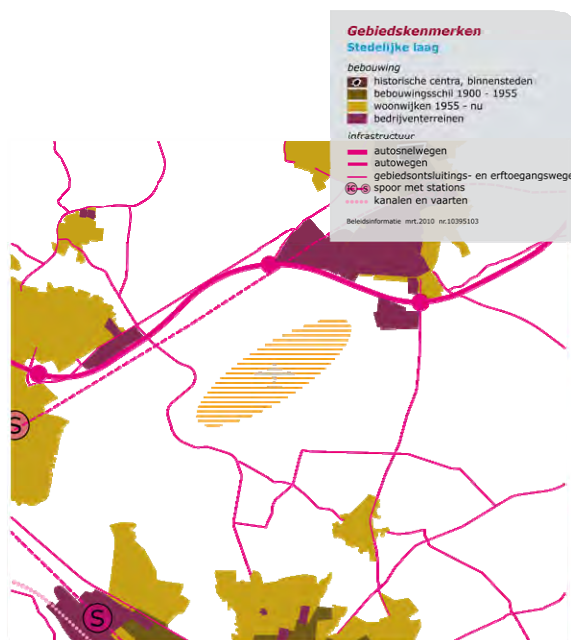 Gebiedskenmerken
Stedelijke laag
bebouwing
historische centra, binnensteden
bebouwingsschil 1900 - 1955
woonwijken 1955 - nu
bedrijventerreinen
infrastructuur
autosnelwegen
autowegen
gebiedsontsluitings- en erftoegangswege
spoor met stations
kanalen en vaarten
Beleidsinformatie mrt.2010 nr.10395103
S
S